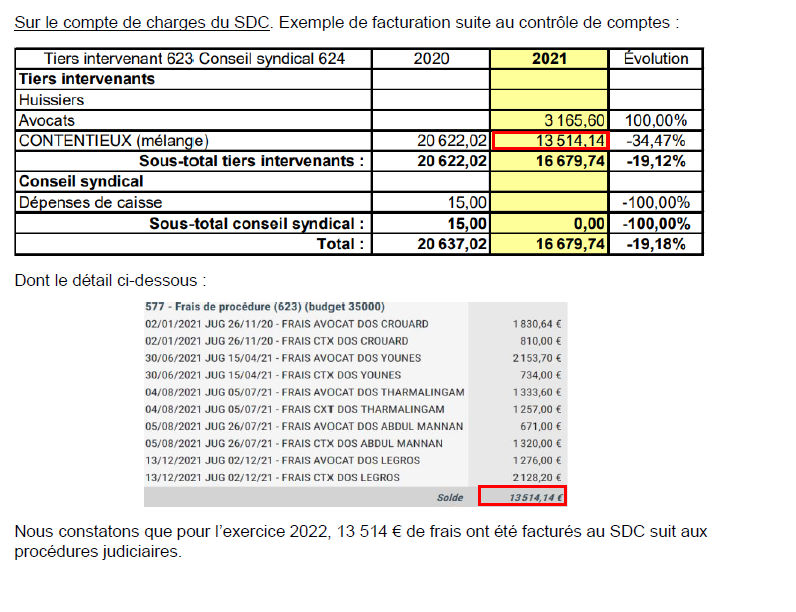 Sur le compte de charges du SDC. Exemple de facturation suite au contrôle de comptes :
Tiers intervenant 623 Conseil syndical 624 2020 2021 Évolution
Tiers intervenants
Huissiers
Avocats 3 165,60 100,00%
CONTENTIEUX (mélange) 20 622,02 13 514,14 -34,47%
Sous-total tiers intervenants : 20 622,02 16 679,74 -19,12%
Conseil syndical
Dépenses de caisse 15,00 -100,00%
Sous-total conseil syndical : 15,00 0,00 -100,00%
Total : 20 637,02 16 679,74 -19,18%
Dont le détail ci-dessous :
577 - Frais de procédure (623) (budget 35000)
02/01/2021 JUG 26/11/20 - FRAIS AVOCAT DOS CROUARD 1 830,64 €
02/01/2021 JUG 26/11/20 - FRAIS CTX DOS CROUARD 810,00 €
30/06/2021 JUG 15/04/21 - FRAIS AVOCAT DOS YOUNES 2 153,70 €
30/06/2021 JUG 15/04/21 - FRAIS CTX DOS YOUNES 734,00 €
04/08/2021 JUG 05/07/21 - FRAIS AVOCAT DOS THARMALINGAM 1 333,60 €
04/08/2021 JUG 05/07/21 - FRAIS CXT DOS THARMALINGAM 1 257,00 €
05/08/2021 JUG 26/07/21 - FRAIS AVOCAT DOS ABDUL MANNAN 671,00 €
05/08/2021 JUG 26/07/21 - FRAIS CTX DOS ABDUL MANNAN 1 320,00 €
13/12/2021 JUG 02/12/21 - FRAIS AVOCAT DOS LEGROS 1 276,00 €
13/12/2021 JUG 02/12/21 - FRAIS CTX DOS LEGROS 2 128,20 €
Solde 13 514,14 €
Nous constatons que pour l'exercice 2022, 13 514 € de frais ont été facturés au SDC suit aux
procédures judiciaires.